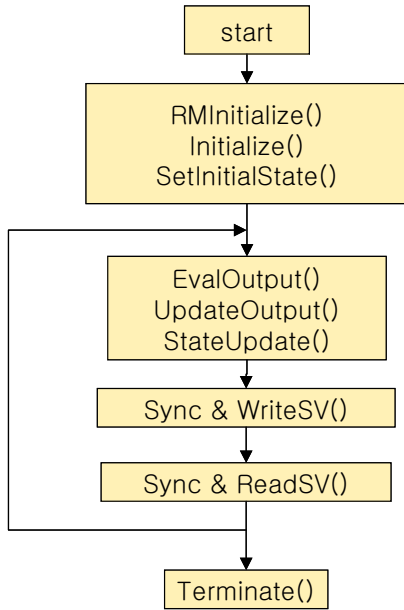 start
RMInitialize()
Initialize()
SetInitialState()
EvalOutput()
UpdateOutput()
StateUpdate()
Sync & WriteSV()
Sync & ReadSV()
Terminate()